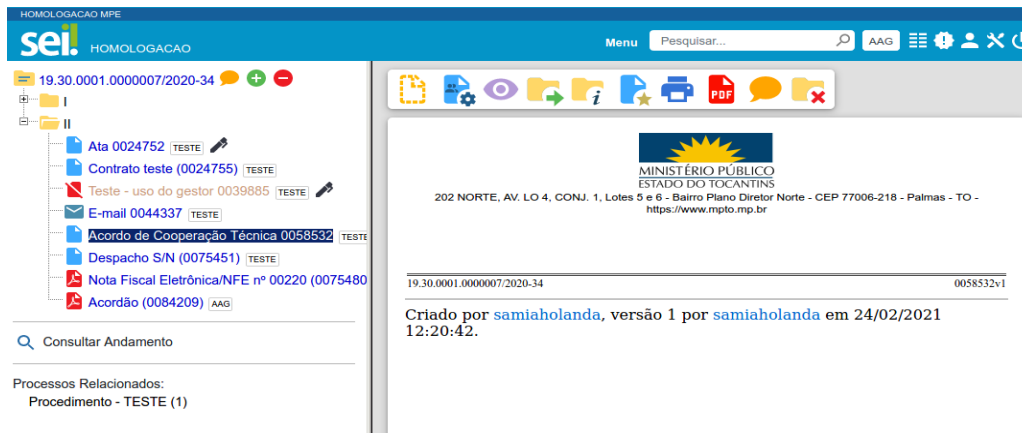 HOMOLOGACAO MPE
sei! HOMOLOGACAO
Menu Pesquisar... AAG
19.30.0001.0000007/2020-34
I
II
Ata 0024752 TESTE
Contrato teste (0024755) TESTE
Teste - uso do gestor 0039885 TESTE
E-mail 0044337 TESTE
Acordo de Cooperação Técnica 0058532 TESTE
Despacho S/N (0075451) TESTE
Nota Fiscal Eletrônica/NFE nº 00220 (0075480
Acordão (0084209) AAG
Consultar Andamento
Processos Relacionados:
Procedimento - TESTE (1)
PDF
MINISTÉRIO PÚBLICO
ESTADO DO TOCANTINS
202 NORTE, AV. LO 4, CONJ. 1, Lotes 5 e 6 - Bairro Plano Diretor Norte - CEP 77006-218 - Palmas - TO -
https://www.mpto.mp.br
19.30.0001.0000007/2020-34 0058532v1
Criado por samiaholanda, versão 1 por samiaholanda em 24/02/2021
12:20:42.